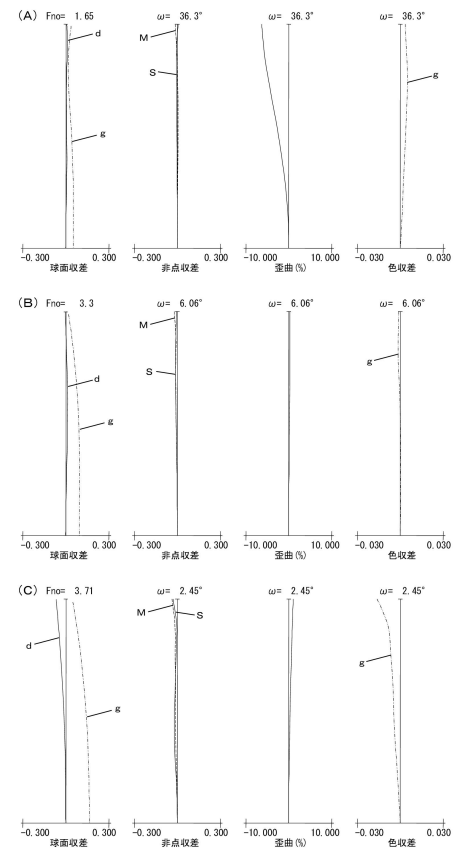 (A) Fno= 1.65 ω= 36.3° ω= 36.3° ω= 36.3°
d
M
S
g
g
-0.300 0.300 -0.300 0.300 -10.000 10.000 -0.030 0.030
球面収差 非点収差 歪曲(%) 色収差
(B) Fno= 3.3 ω= 6.06° ω= 6.06° ω= 6.06°
M
g
S
d
g
-0.300 0.300 -0.300 0.300 -10.000 10.000 -0.030 0.030
球面収差 非点収差 歪曲(%) 色収差
(C) Fno= 3.71 ω= 2.45° ω= 2.45° ω= 2.45°
M S
d
g
g
-0.300 0.300 -0.300 0.300 -10.000 10.000 -0.030 0.030
球面収差 非点収差 歪曲(%) 色収差